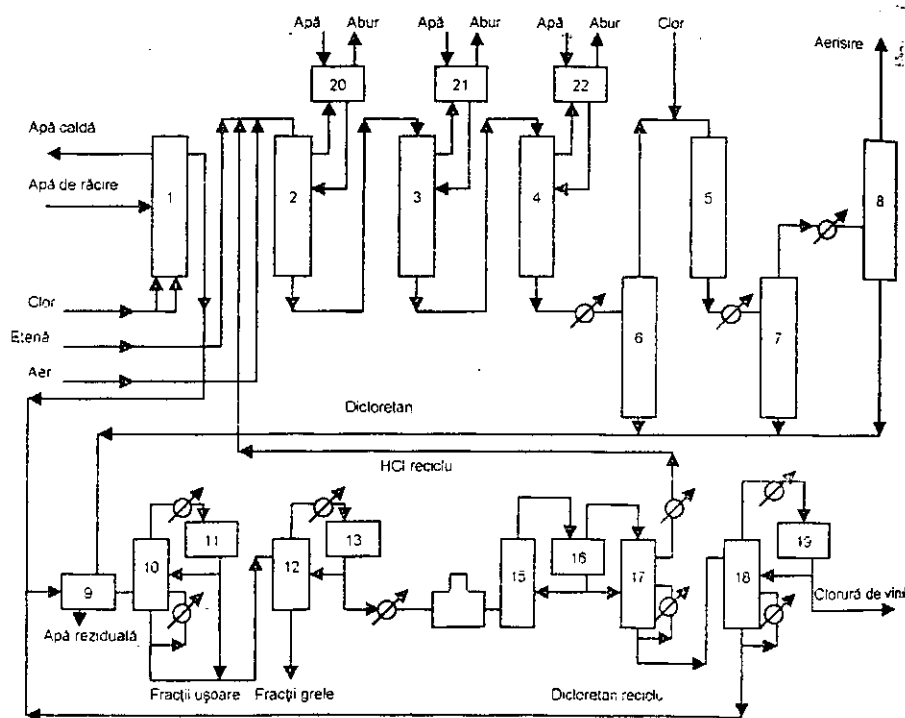 Apă Abur Apă Abur Apă Abur Clor
Aerisire
20 21 22
Apă caldă
1 2 3 4 5 8
Apă de răcire
Clor
6 7
Etenă
Aer
Dicloretan
HCl reciclu
11 13 16 19
10 12 15 17 18
9
Clorură de vinil
Apă reziduală
Fracții ușoare Fracții grele Dicloretan reciclu